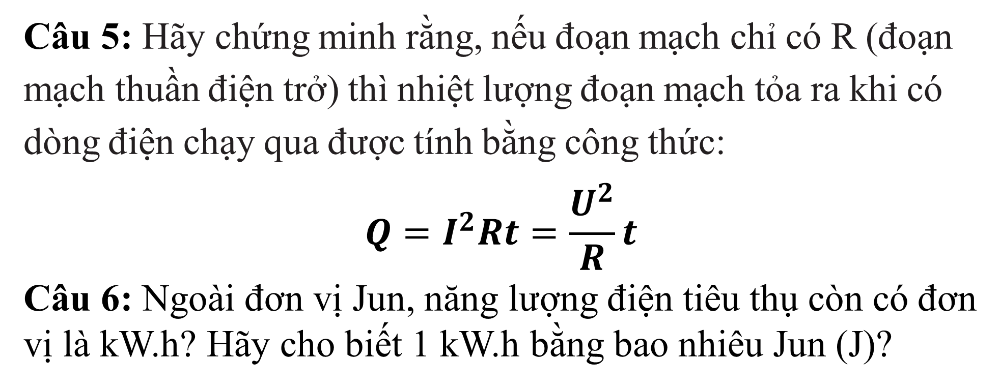 Câu 5: Hãy chứng minh rằng, nếu đoạn mạch chỉ có R (đoạn
mạch thuần điện trở) thì nhiệt lượng đoạn mạch tỏa ra khi có
dòng điện chạy qua được tính bằng công thức:
Q = I²Rt = U²/R t
Câu 6: Ngoài đơn vị Jun, năng lượng điện tiêu thụ còn có đơn
vị là kW.h? Hãy cho biết 1 kW.h bằng bao nhiêu Jun (J)?